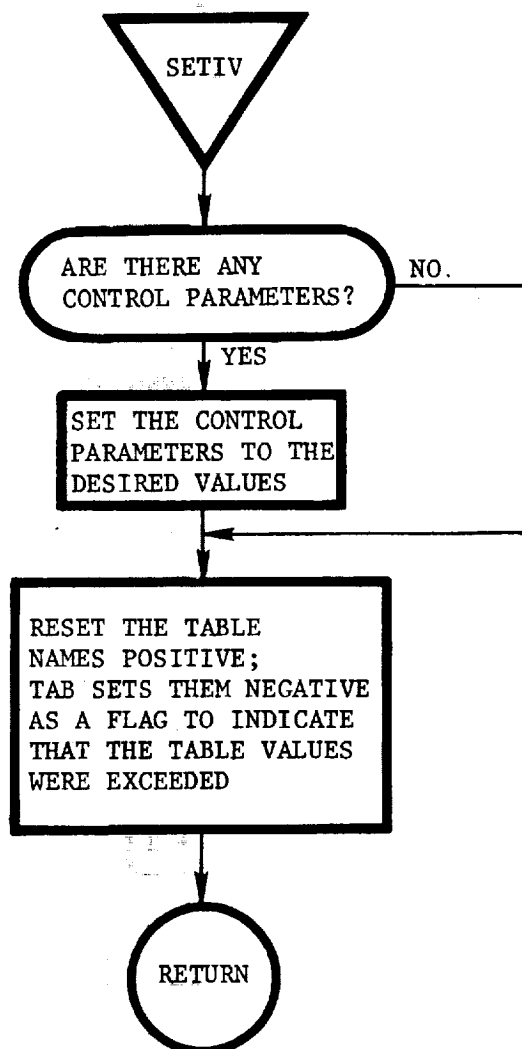 SETIV
ARE THERE ANY
CONTROL PARAMETERS?
NO.
YES
SET THE CONTROL
PARAMETERS TO THE
DESIRED VALUES
RESET THE TABLE
NAMES POSITIVE;
TAB SETS THEM NEGATIVE
AS A FLAG TO INDICATE
THAT THE TABLE VALUES
WERE EXCEEDED
RETURN